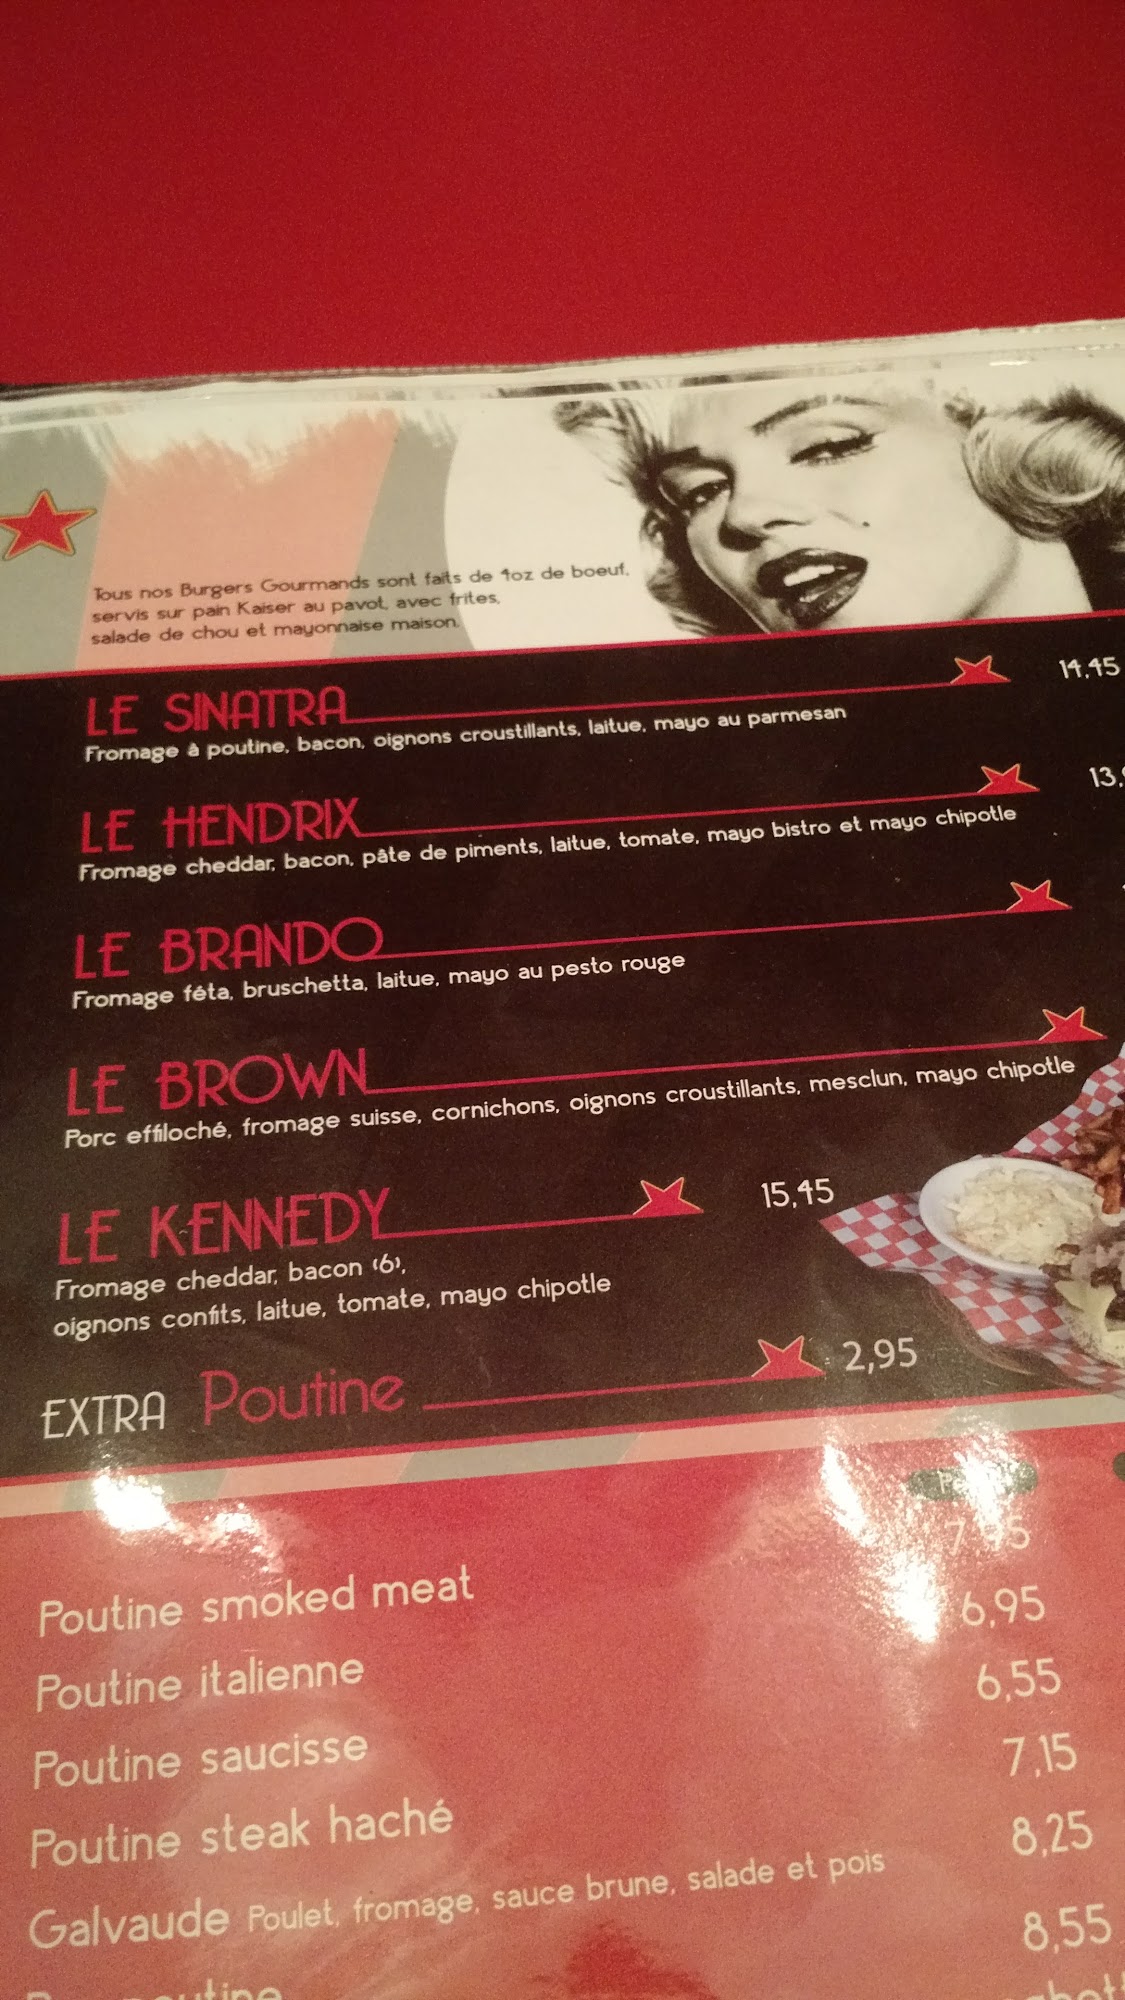 Tous nos Burgers Gourmands sont faits de 4oz de boeuf,
servis sur pain Kaiser au pavot, avec frites,
salade de chou et mayonnaise maison.
LE SINATRA 14,45
Fromage à poutine, bacon, oignons croustillants, laitue, mayo au parmesan
LE HENDRIX 13,
Fromage cheddar, bacon, pâte de piments, laitue, tomate, mayo bistro et mayo chipotle
LE BRANDO
Fromage féta, bruschetta, laitue, mayo au pesto rouge
LE BROWN
Porc effiloché, fromage suisse, cornichons, oignons croustillants, mesclun, mayo chipotle
LE KENNEDY 15,45
Fromage cheddar, bacon (6),
oignons confits, laitue, tomate, mayo chipotle
EXTRA Poutine 2,95
Poutine smoked meat
Poutine italienne 6,95
Poutine saucisse 6,55
Poutine steak haché 7,15
Galvaude Poulet, fromage, sauce brune, salade et pois 8,25
8,55